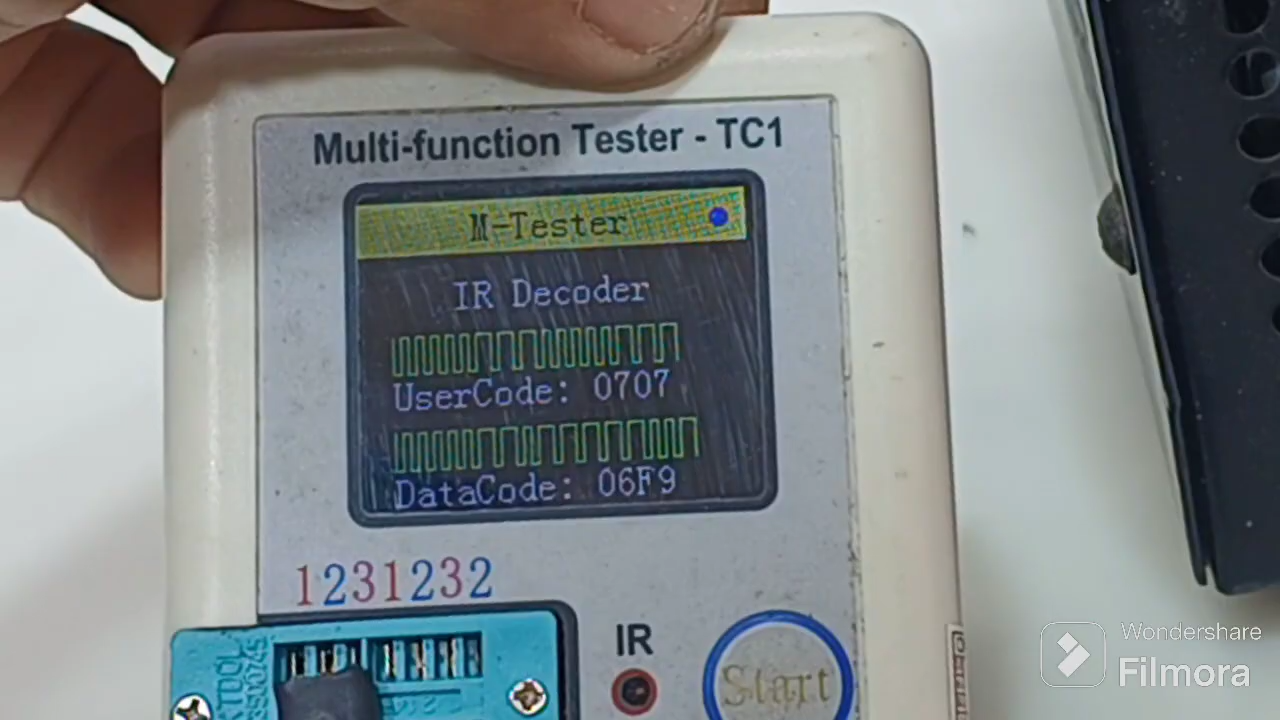 Multi-function Tester - TC1
M-Tester
IR Decoder
UserCode: 0707
DataCode: 06F9
1231232
IR
Start
Wondershare
Filmora